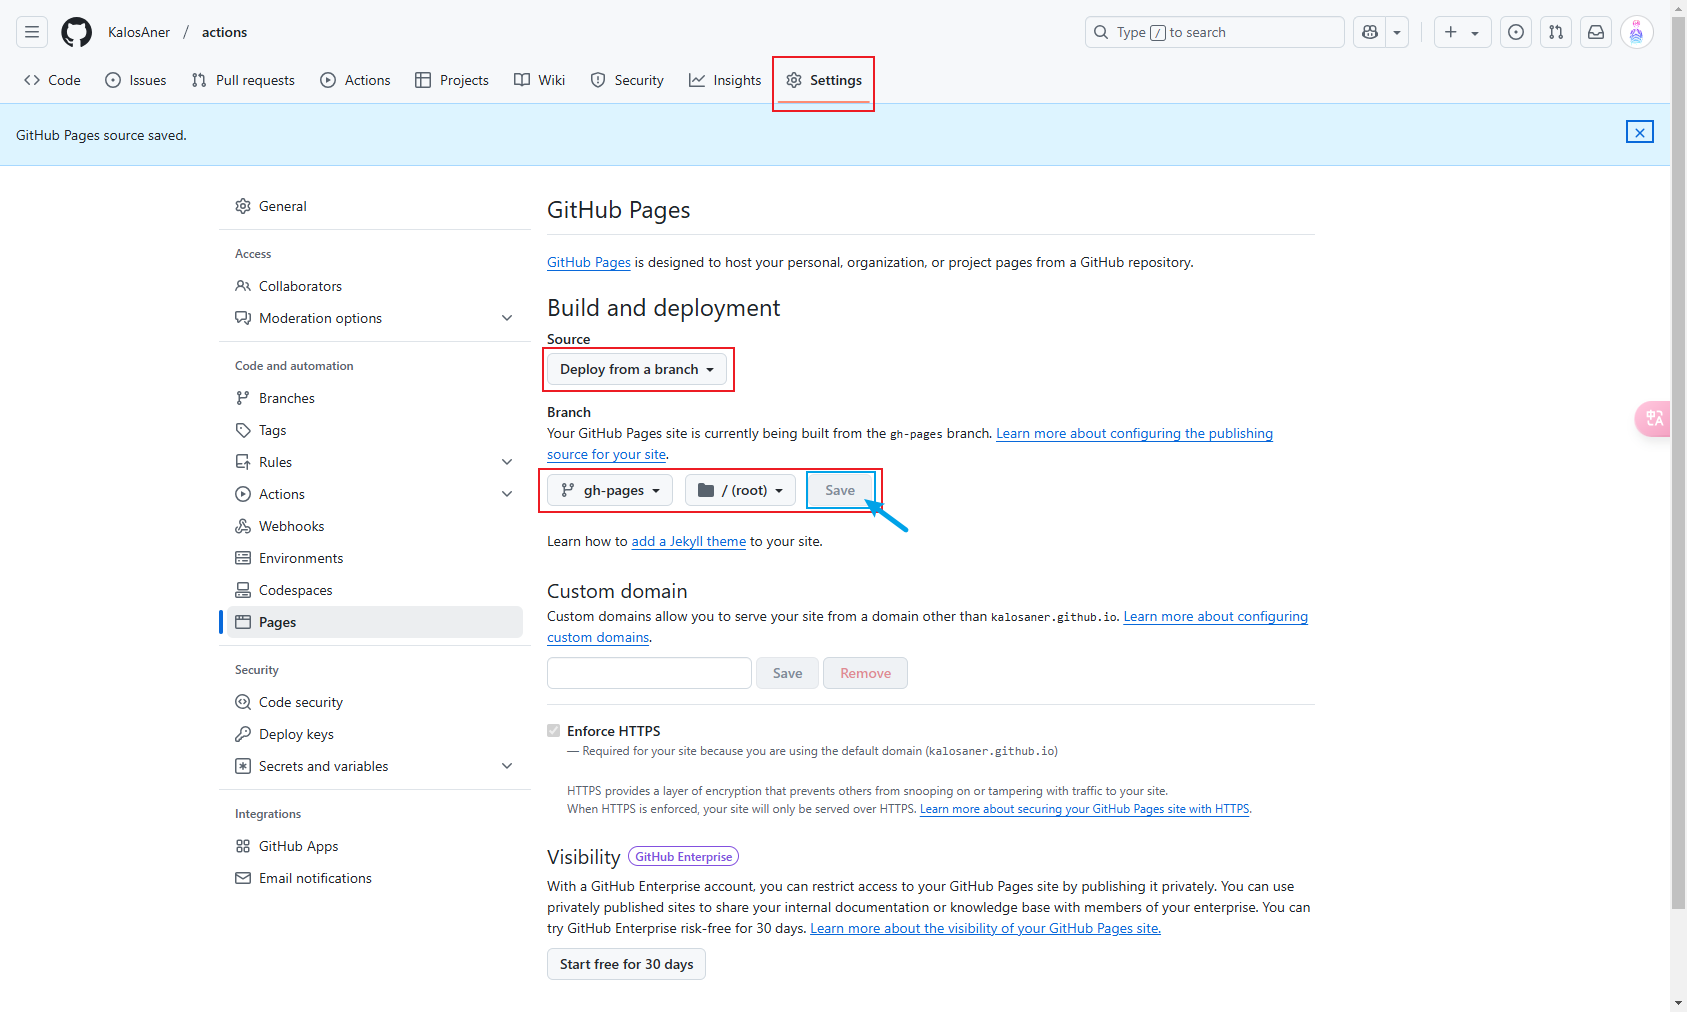 KalosAner / actions
Type / to search
Code Issues Pull requests Actions Projects Wiki Security Insights Settings
GitHub Pages source saved.
General
Access
Collaborators
Moderation options
Code and automation
Branches
Tags
Rules
Actions
Webhooks
Environments
Codespaces
Pages
Security
Code security
Deploy keys
Secrets and variables
Integrations
GitHub Apps
Email notifications
GitHub Pages
GitHub Pages is designed to host your personal, organization, or project pages from a GitHub repository.
Build and deployment
Source
Deploy from a branch
Branch
Your GitHub Pages site is currently being built from the gh-pages branch. Learn more about configuring the publishing
source for your site.
gh-pages / (root) Save
Learn how to add a Jekyll theme to your site.
Custom domain
Custom domains allow you to serve your site from a domain other than kalosaner.github.io. Learn more about configuring
custom domains.
Save Remove
Enforce HTTPS
— Required for your site because you are using the default domain (kalosaner.github.io)
HTTPS provides a layer of encryption that prevents others from snooping on or tampering with traffic to your site.
When HTTPS is enforced, your site will only be served over HTTPS. Learn more about securing your GitHub Pages site with HTTPS.
Visibility GitHub Enterprise
With a GitHub Enterprise account, you can restrict access to your GitHub Pages site by publishing it privately. You can use
privately published sites to share your internal documentation or knowledge base with members of your enterprise. You can
try GitHub Enterprise risk-free for 30 days. Learn more about the visibility of your GitHub Pages site.
Start free for 30 days
中A